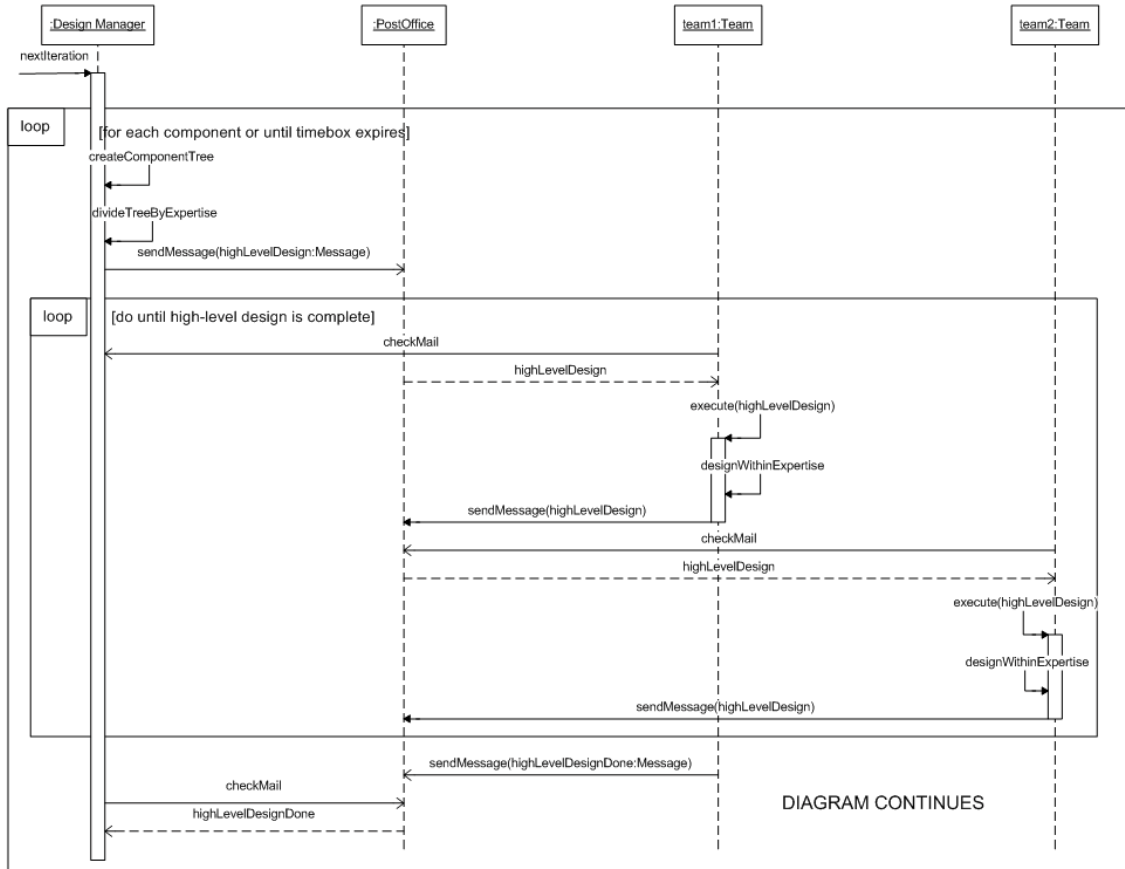 :Design Manager
:PostOffice
team1:Team
team2:Team
nextIteration
loop
[for each component or until timebox expires]
createComponentTree
divideTreeByExpertise
sendMessage(highLevelDesign:Message)
loop
[do until high-level design is complete]
checkMail
highLevelDesign
execute(highLevelDesign)
designWithinExpertise
sendMessage(highLevelDesign)
checkMail
highLevelDesign
execute(highLevelDesign)
designWithinExpertise
sendMessage(highLevelDesign)
sendMessage(highLevelDesignDone:Message)
checkMail
DIAGRAM CONTINUES
highLevelDesignDone